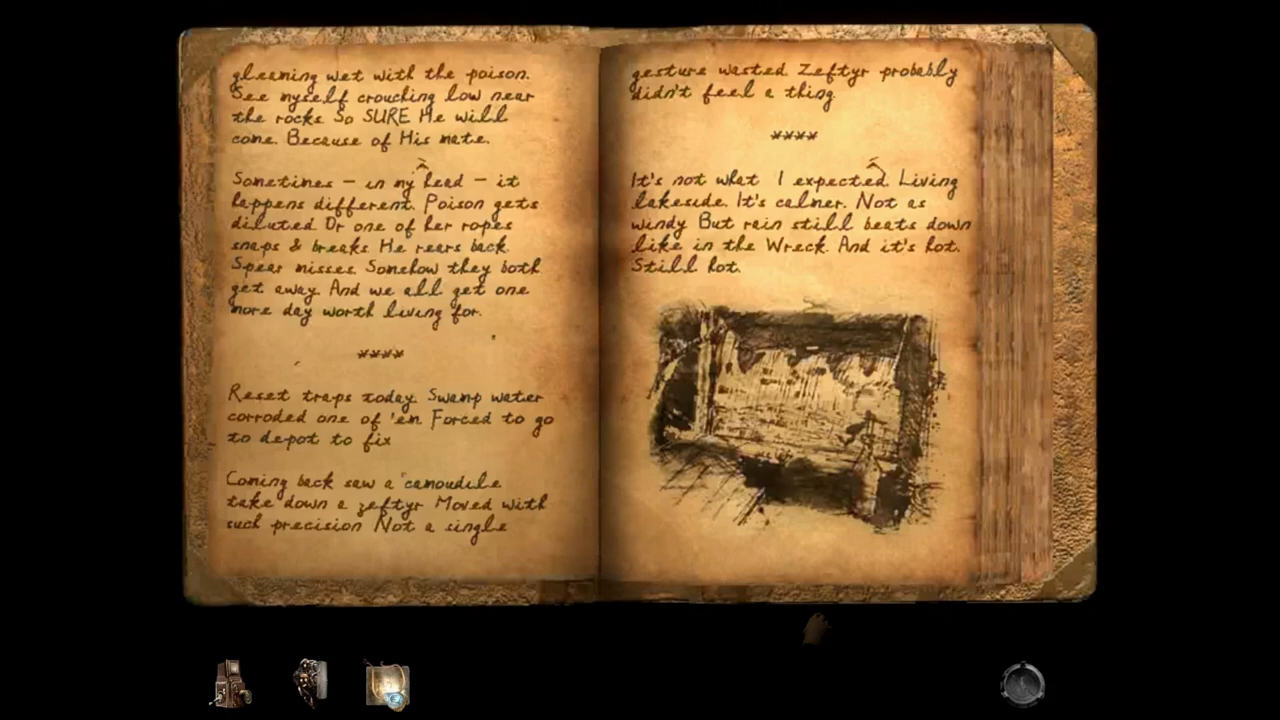 gleaming wet with the poison.
See myself crouching low near
the rocks. So SURE He will
come. Because of His mate.
Sometimes - in my head - it
happens different. Poison gets
diluted. Or one of her ropes
snaps & breaks. He rears back.
Spear misses. Somehow they both
get away. And we all get one
more day worth living for.
****
Reset traps today. Swamp water
corroded one of 'em. Forced to go
to depot to fix
Coming back saw a camoudile
take down a zeftyr. Moved with
such precision. Not a single
gesture wasted. Zeftyr probably
didn't feel a thing.
****
It's not what I expected. Living
lakeside. It's calmer. Not as
windy. But rain still beats down
like in the Wreck. And it's hot.
Still hot.